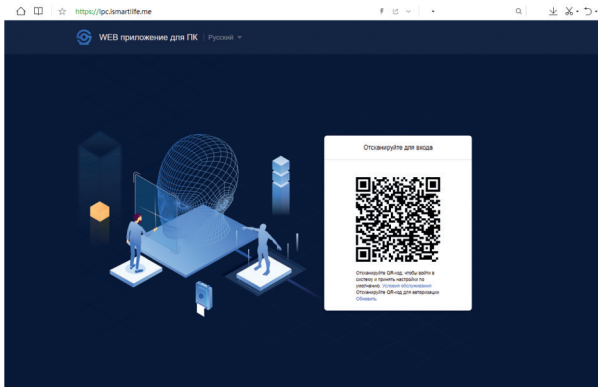 https://ipc.ismartlife.me
WEB приложение для ПК | Русский
Отсканируйте для входа
Отсканируйте QR-код, чтобы войти в
систему и принять настройки по
умолчанию. Условия обслуживания
Отсканируйте QR-код для авторизации
Обновить